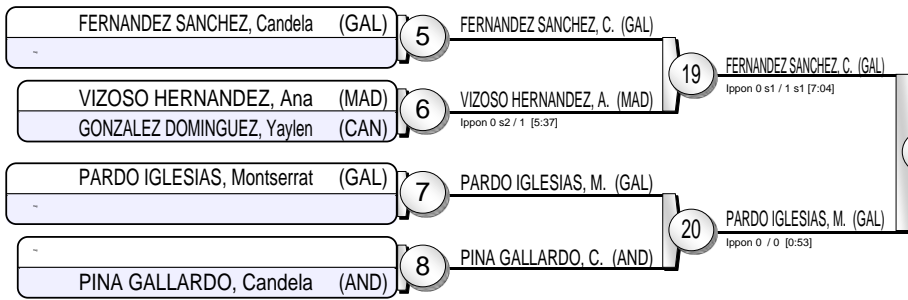 FERNANDEZ SANCHEZ, Candela (GAL)
~
5
FERNANDEZ SANCHEZ, C. (GAL)
19
FERNANDEZ SANCHEZ, C. (GAL)
Ippon 0 s1 / 1 s1 [7:04]
VIZOSO HERNANDEZ, Ana (MAD)
GONZALEZ DOMINGUEZ, Yaylen (CAN)
6
VIZOSO HERNANDEZ, A. (MAD)
Ippon 0 s2 / 1 [5:37]
PARDO IGLESIAS, Montserrat (GAL)
~
7
PARDO IGLESIAS, M. (GAL)
20
PARDO IGLESIAS, M. (GAL)
Ippon 0 / 0 [0:53]
~
PINA GALLARDO, Candela (AND)
8
PINA GALLARDO, C. (AND)